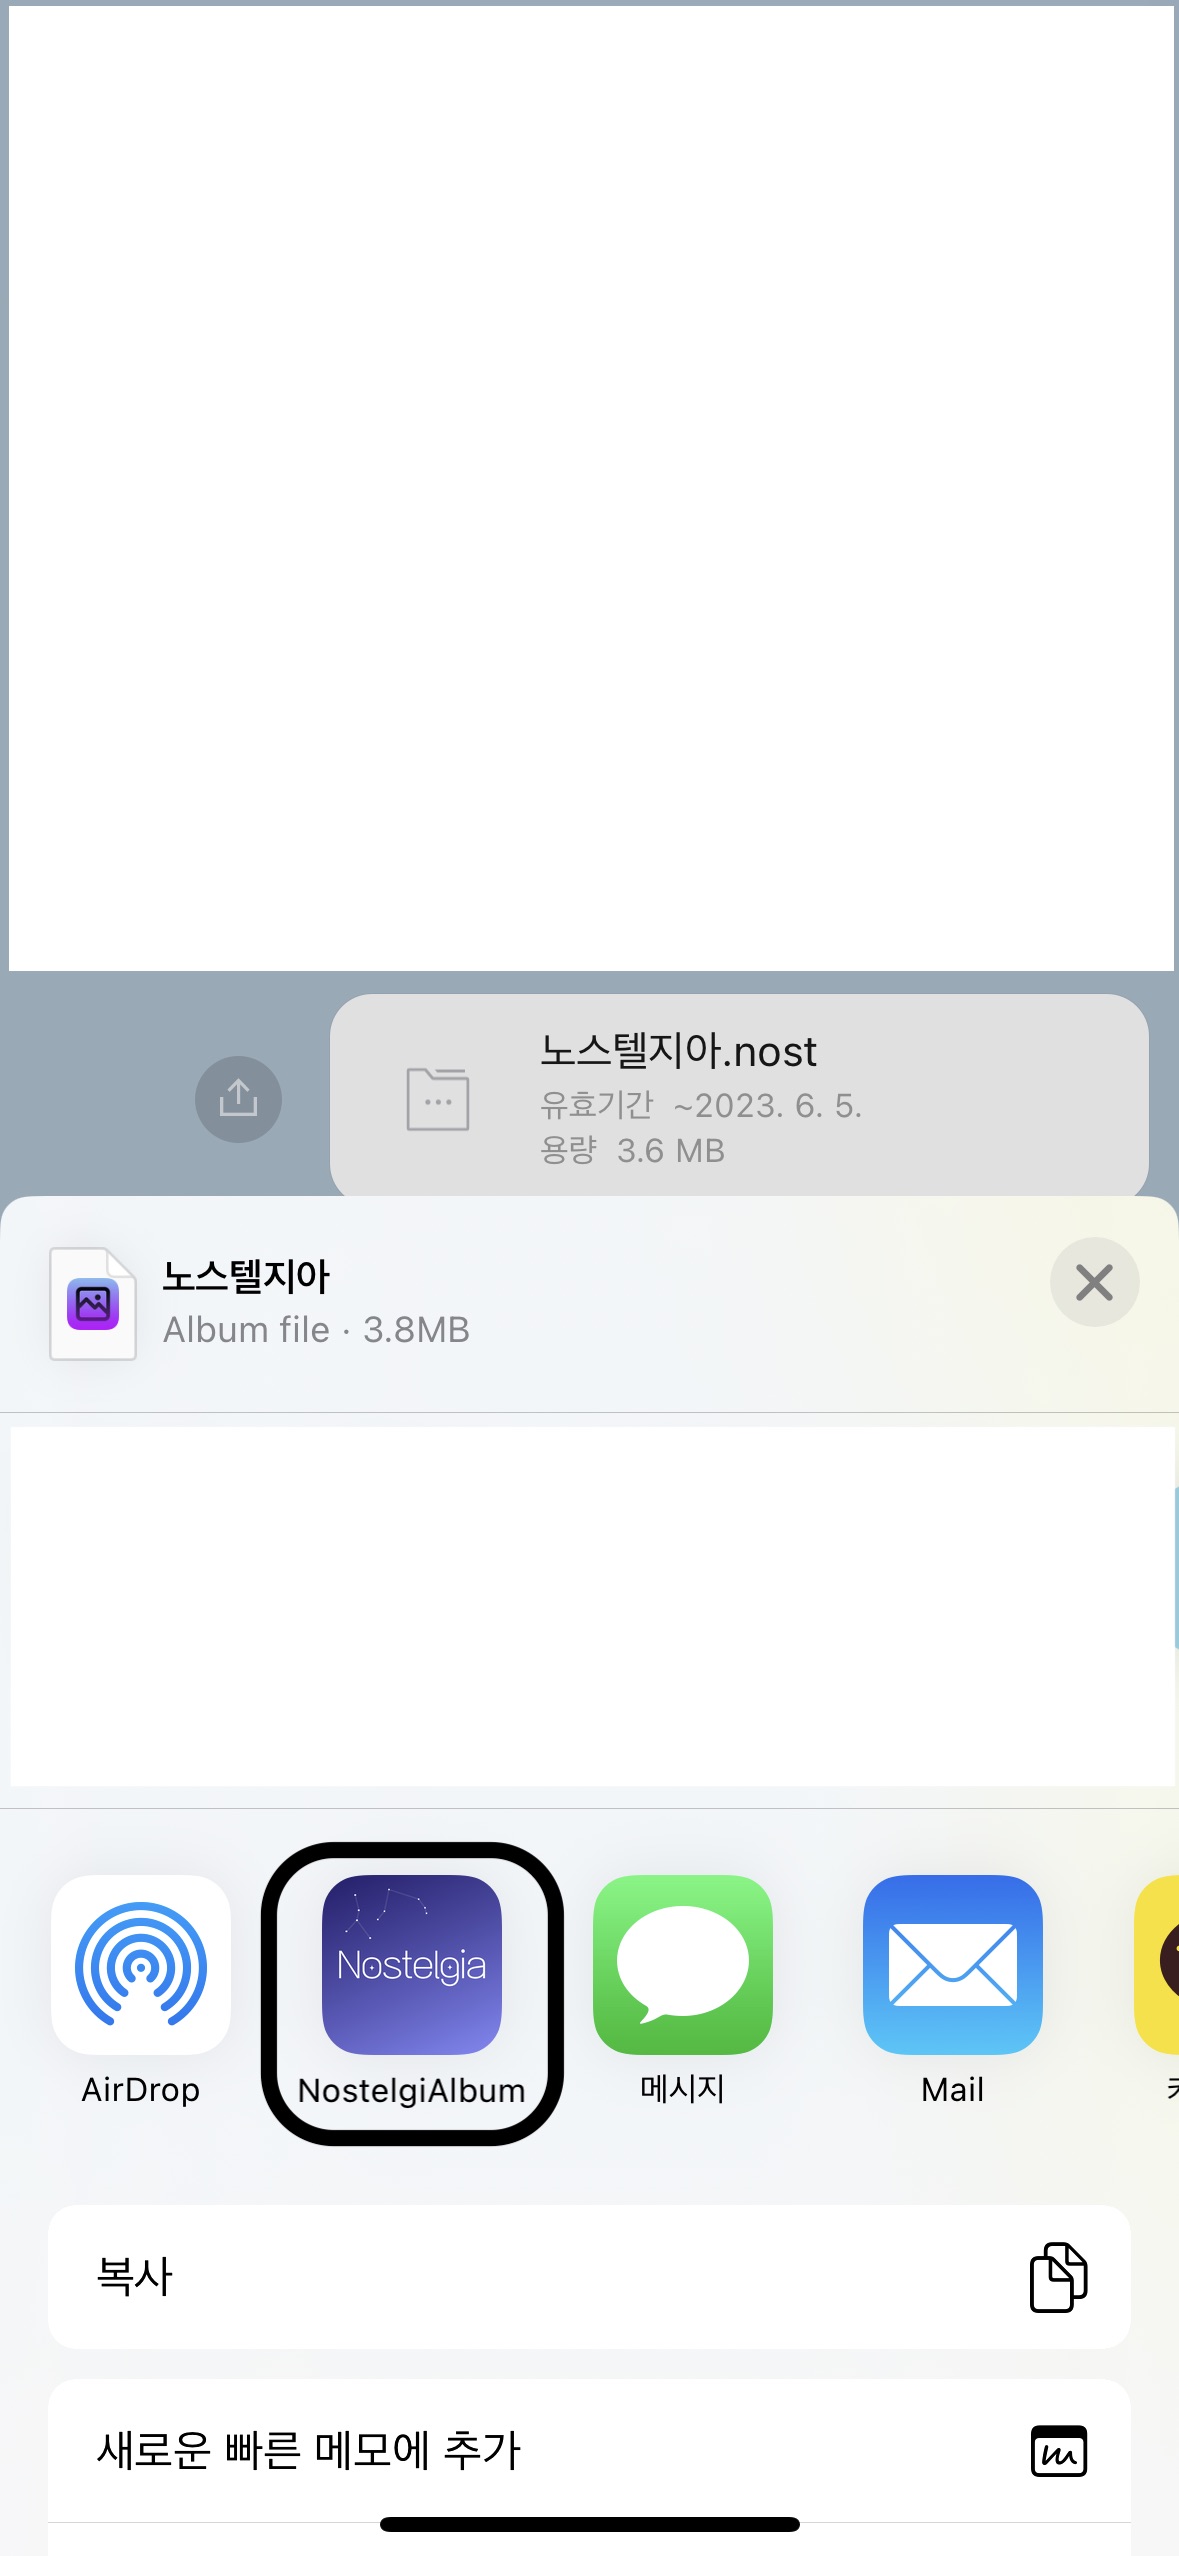 노스텔지아.nost
유효기간 ~2023. 6. 5.
용량 3.6 MB
노스텔지아
Album file · 3.8MB
Nostelgia
AirDrop
NostelgiAlbum
메시지
Mail
복사
새로운 빠른 메모에 추가